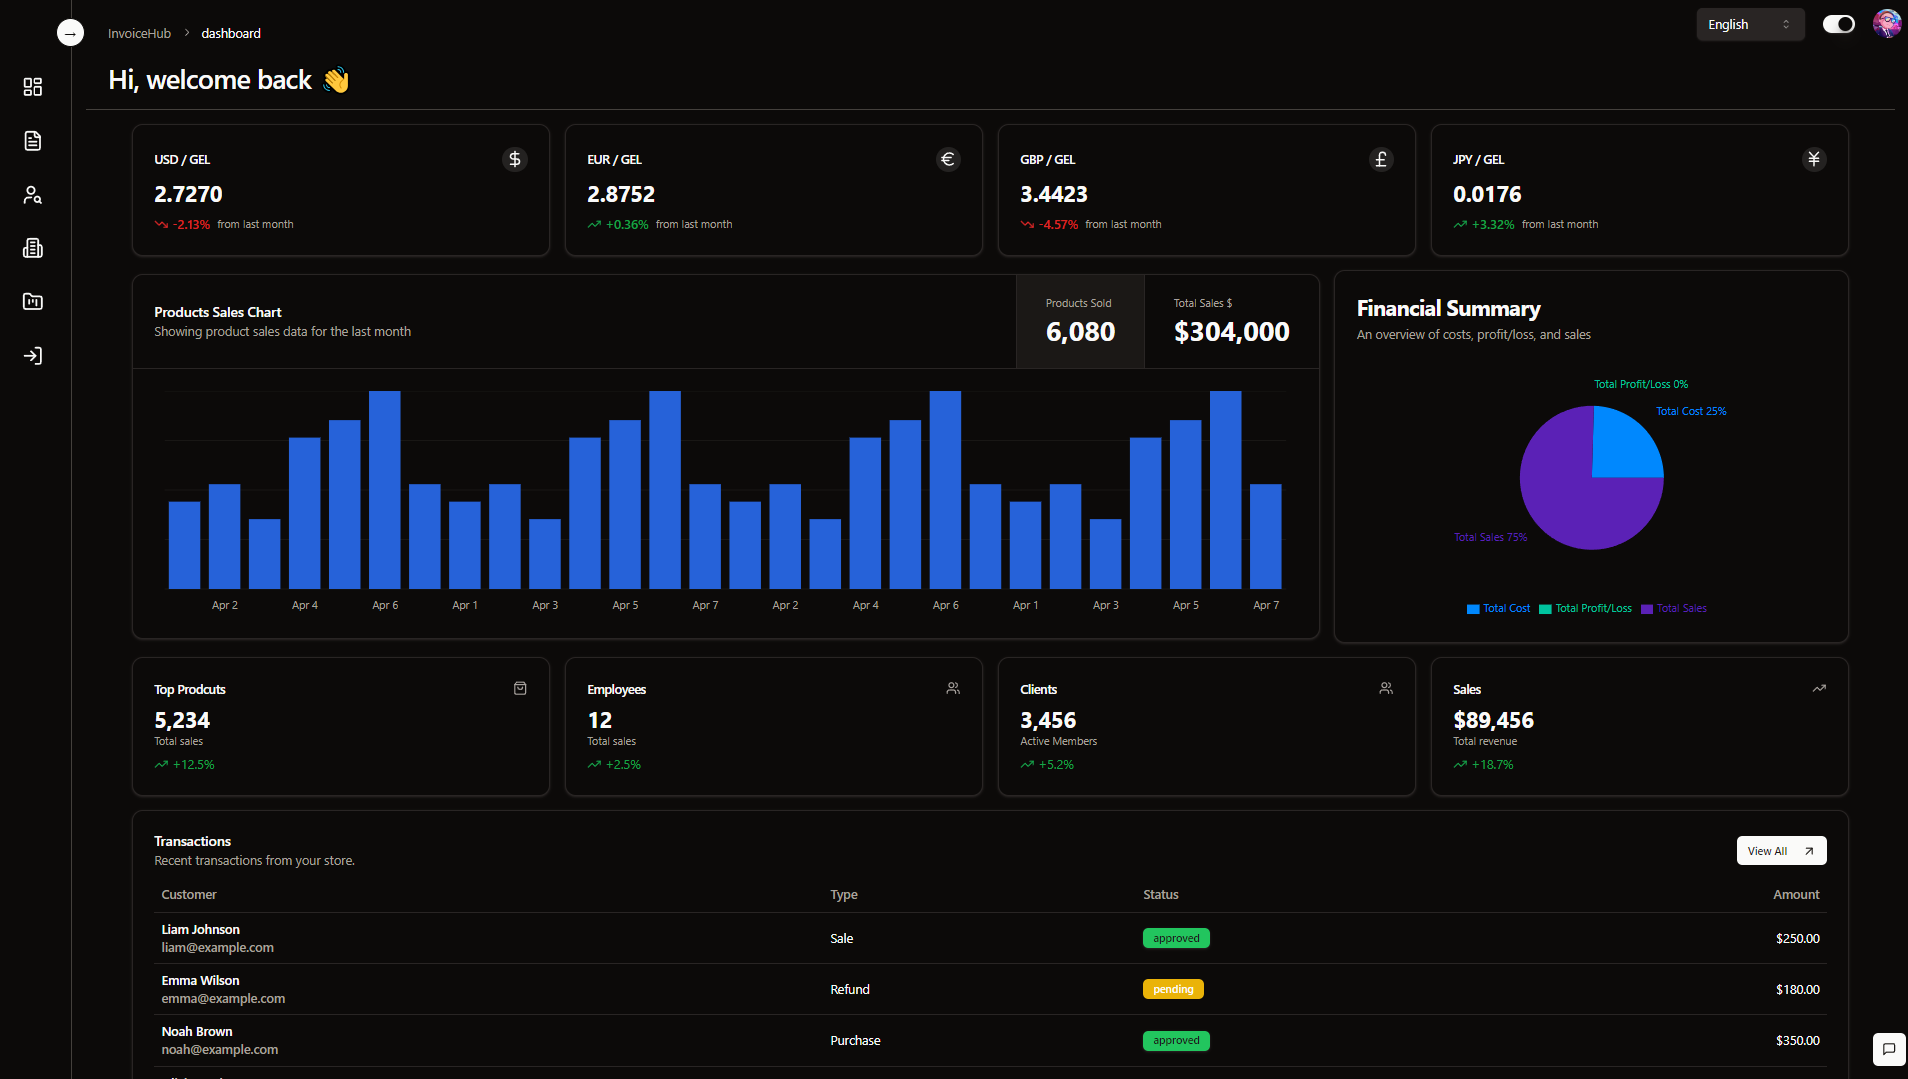 InvoiceHub > dashboard
English
Hi, welcome back 👋
USD / GEL
$
2.7270
-2.13% from last month
EUR / GEL
€
2.8752
+0.36% from last month
GBP / GEL
£
3.4423
-4.57% from last month
JPY / GEL
¥
0.0176
+3.32% from last month
Products Sales Chart
Showing product sales data for the last month
Products Sold
6,080
Total Sales $
$304,000
Apr 2 Apr 4 Apr 6 Apr 1 Apr 3 Apr 5 Apr 7 Apr 2 Apr 4 Apr 6 Apr 1 Apr 3 Apr 5 Apr 7
Financial Summary
An overview of costs, profit/loss, and sales
Total Profit/Loss 0%
Total Cost 25%
Total Sales 75%
Total Cost Total Profit/Loss Total Sales
Top Prodcuts
5,234
Total sales
+12.5%
Employees
12
Total sales
+2.5%
Clients
3,456
Active Members
+5.2%
Sales
$89,456
Total revenue
+18.7%
Transactions
Recent transactions from your store.
View All
Customer Type Status Amount
Liam Johnson
liam@example.com
Sale approved $250.00
Emma Wilson
emma@example.com
Refund pending $180.00
Noah Brown
noah@example.com
Purchase approved $350.00